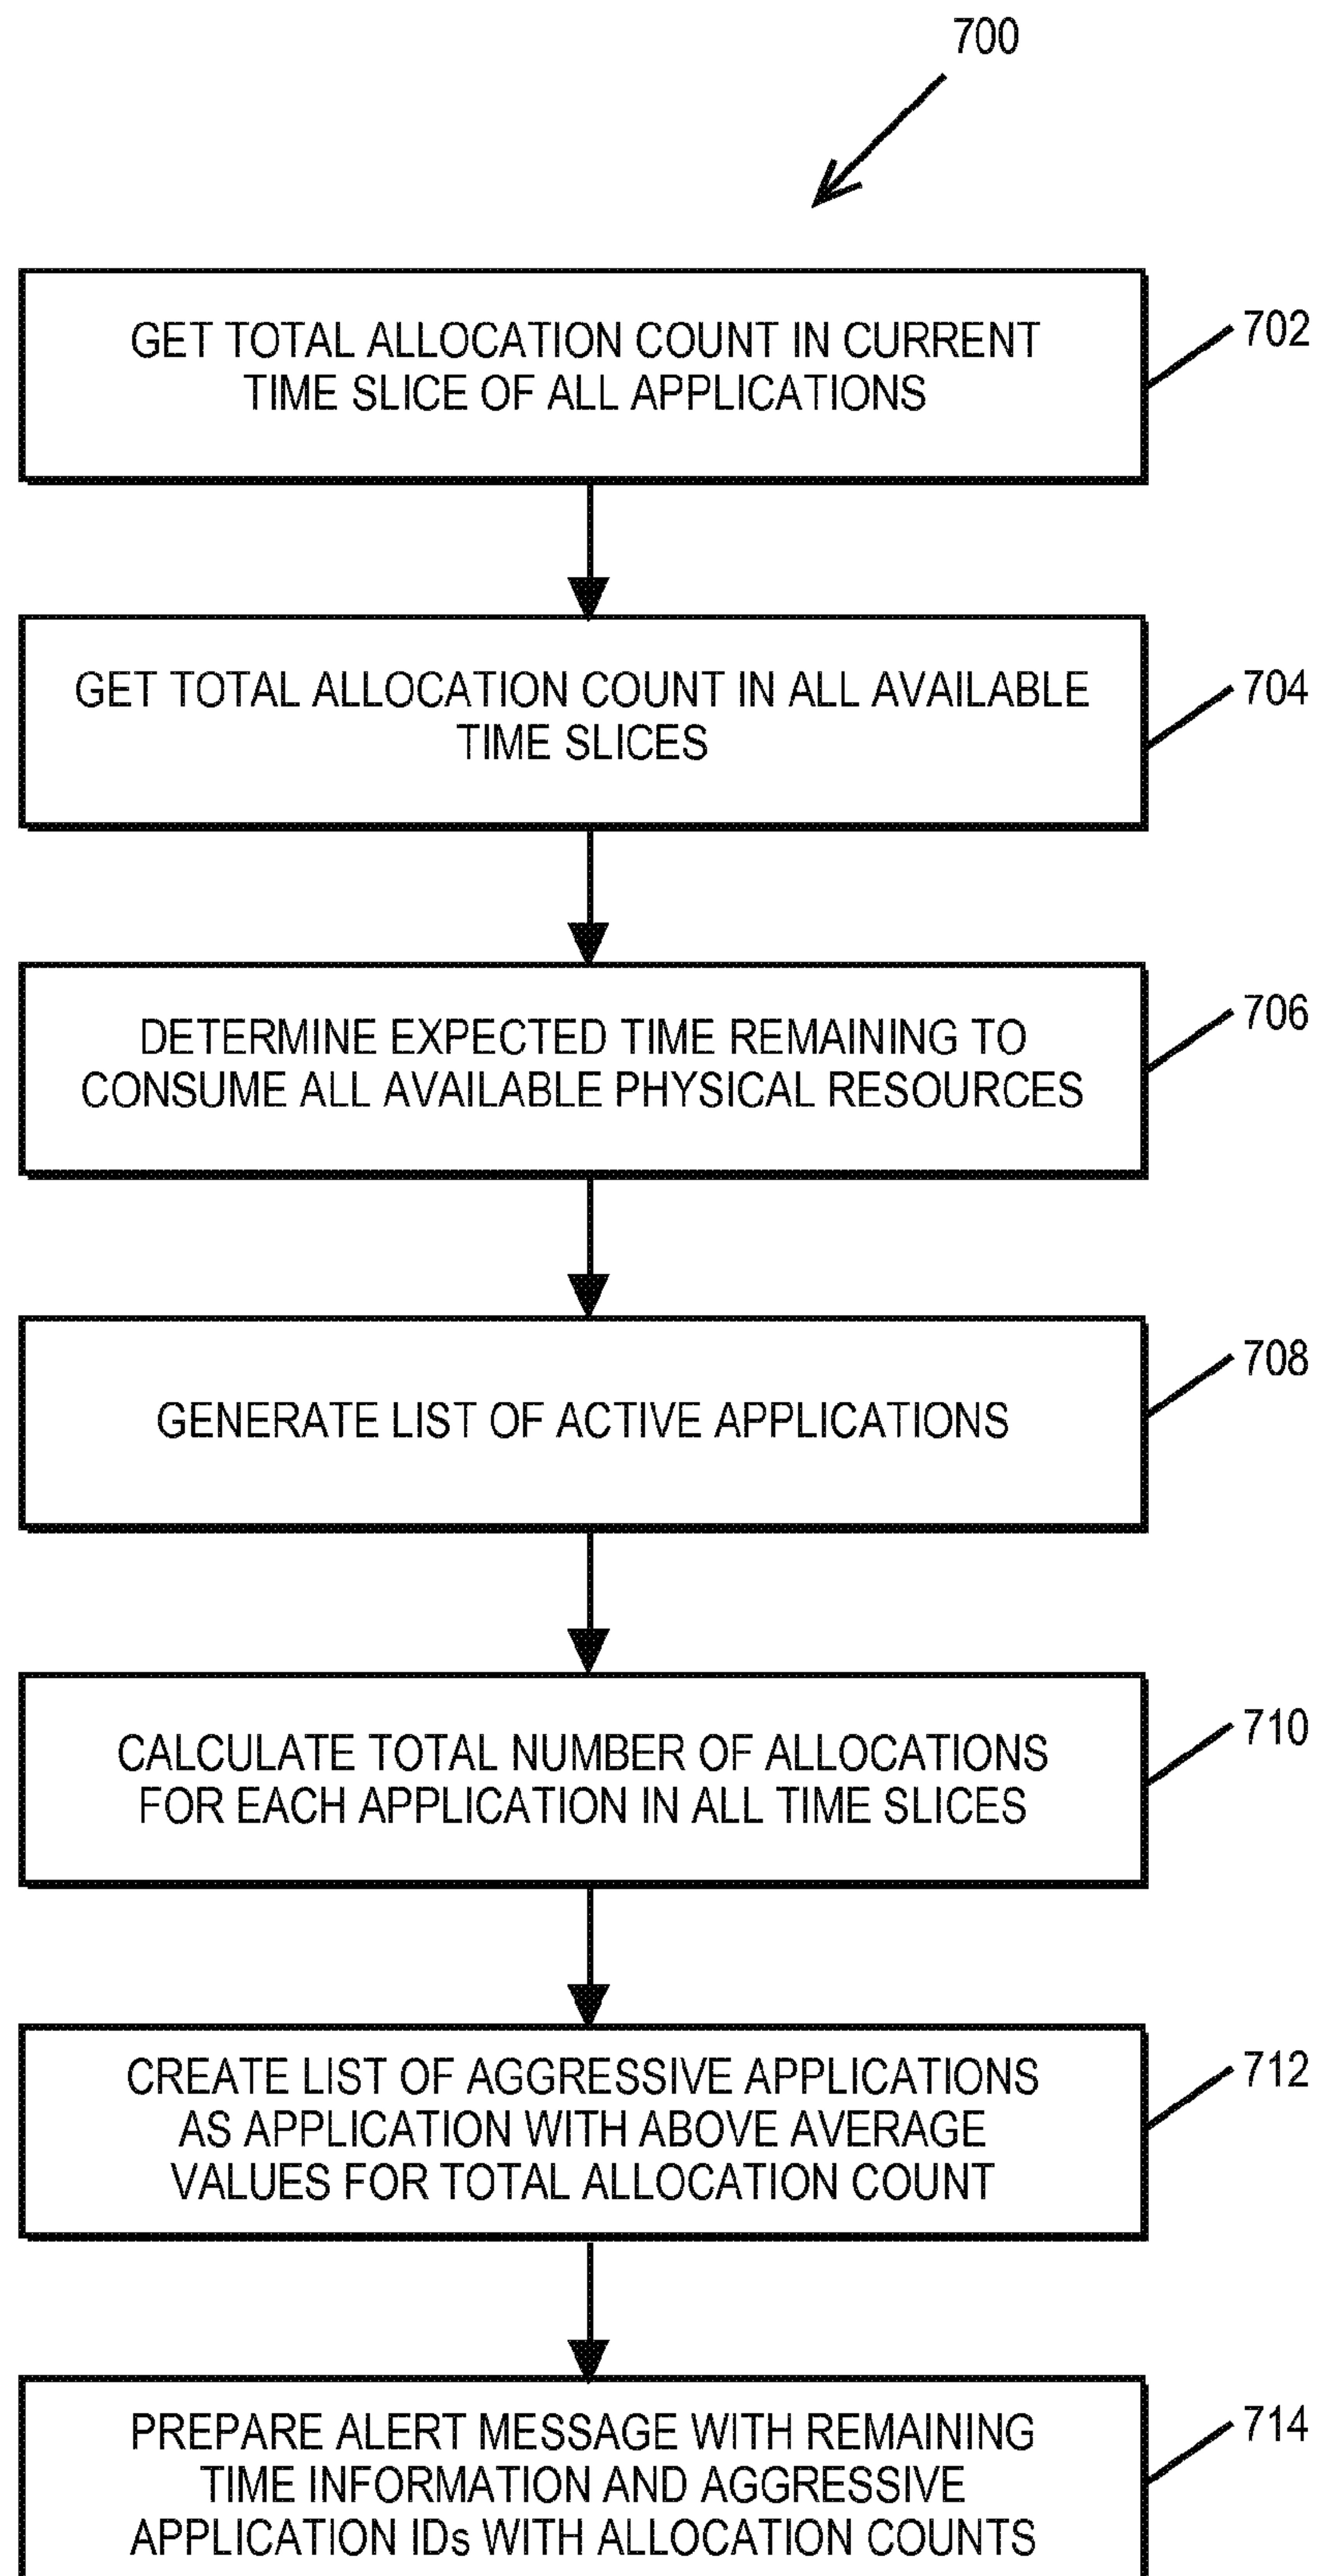 700
GET TOTAL ALLOCATION COUNT IN CURRENT
TIME SLICE OF ALL APPLICATIONS
702
GET TOTAL ALLOCATION COUNT IN ALL AVAILABLE
TIME SLICES
704
DETERMINE EXPECTED TIME REMAINING TO
CONSUME ALL AVAILABLE PHYSICAL RESOURCES
706
GENERATE LIST OF ACTIVE APPLICATIONS
708
CALCULATE TOTAL NUMBER OF ALLOCATIONS
FOR EACH APPLICATION IN ALL TIME SLICES
710
CREATE LIST OF AGGRESSIVE APPLICATIONS
AS APPLICATION WITH ABOVE AVERAGE
VALUES FOR TOTAL ALLOCATION COUNT
712
PREPARE ALERT MESSAGE WITH REMAINING
TIME INFORMATION AND AGGRESSIVE
APPLICATION IDs WITH ALLOCATION COUNTS
714